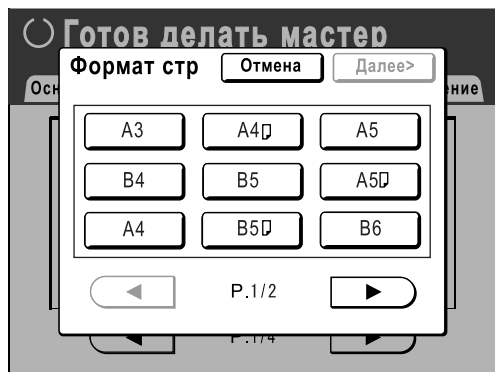 Готов делать мастер
Формат стр Отмена Далее>
Осн ение
A3 A4 A5
B4 B5 A5
A4 B5 B6
P.1/2
P.1/4